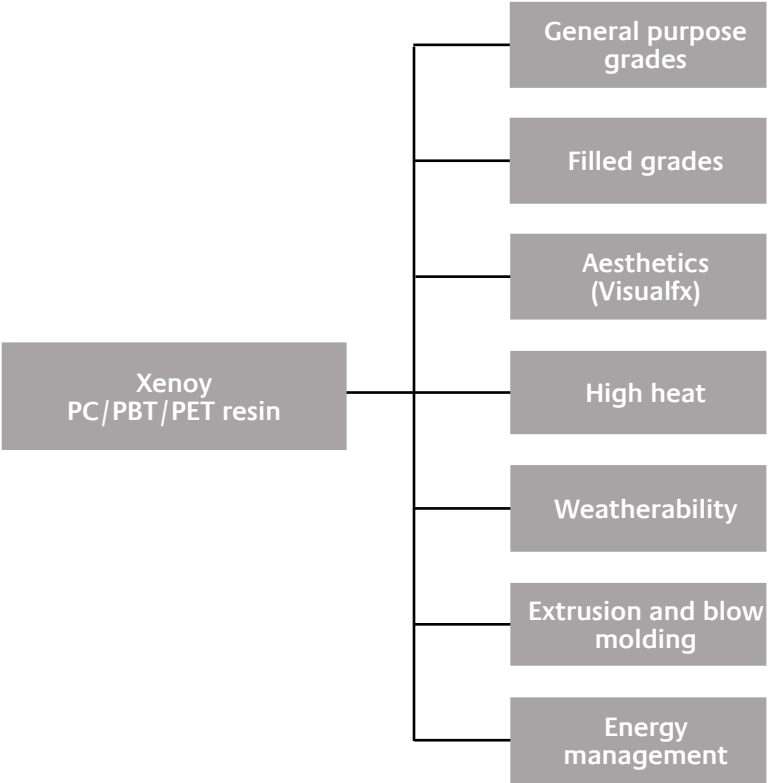 General purpose
grades
Filled grades
Aesthetics
(Visualfx)
Xenoy
PC/PBT/PET resin
High heat
Weatherability
Extrusion and blow
molding
Energy
management